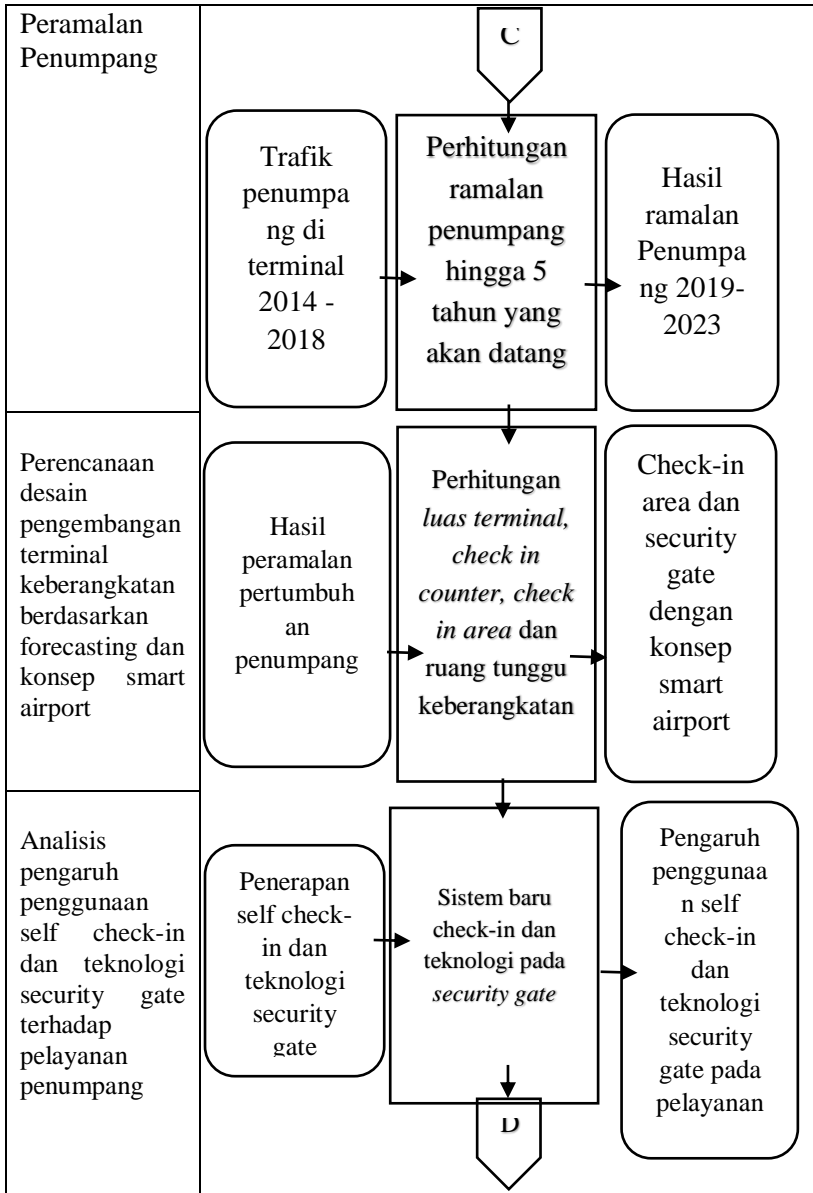 Peramalan
Penumpang
C
Trafik
penumpa
ng di
terminal
2014 -
2018
Perhitungan
ramalan
penumpang
hingga 5
tahun yang
akan datang
Hasil
ramalan
Penumpa
ng 2019-
2023
Perencanaan
desain
pengembangan
terminal
keberangkatan
berdasarkan
forecasting dan
konsep smart
airport
Hasil
peramalan
pertumbuh
an
penumpang
Perhitungan
luas terminal,
check in
counter, check
in area dan
ruang tunggu
keberangkatan
Check-in
area dan
security
gate
dengan
konsep
smart
airport
Analisis
pengaruh
penggunaan
self check-in
dan teknologi
security gate
terhadap
pelayanan
penumpang
Penerapan
self check-
in dan
teknologi
security
gate
Sistem baru
check-in dan
teknologi pada
security gate
Pengaruh
penggunaa
n self
check-in
dan
teknologi
security
gate pada
pelayanan
D